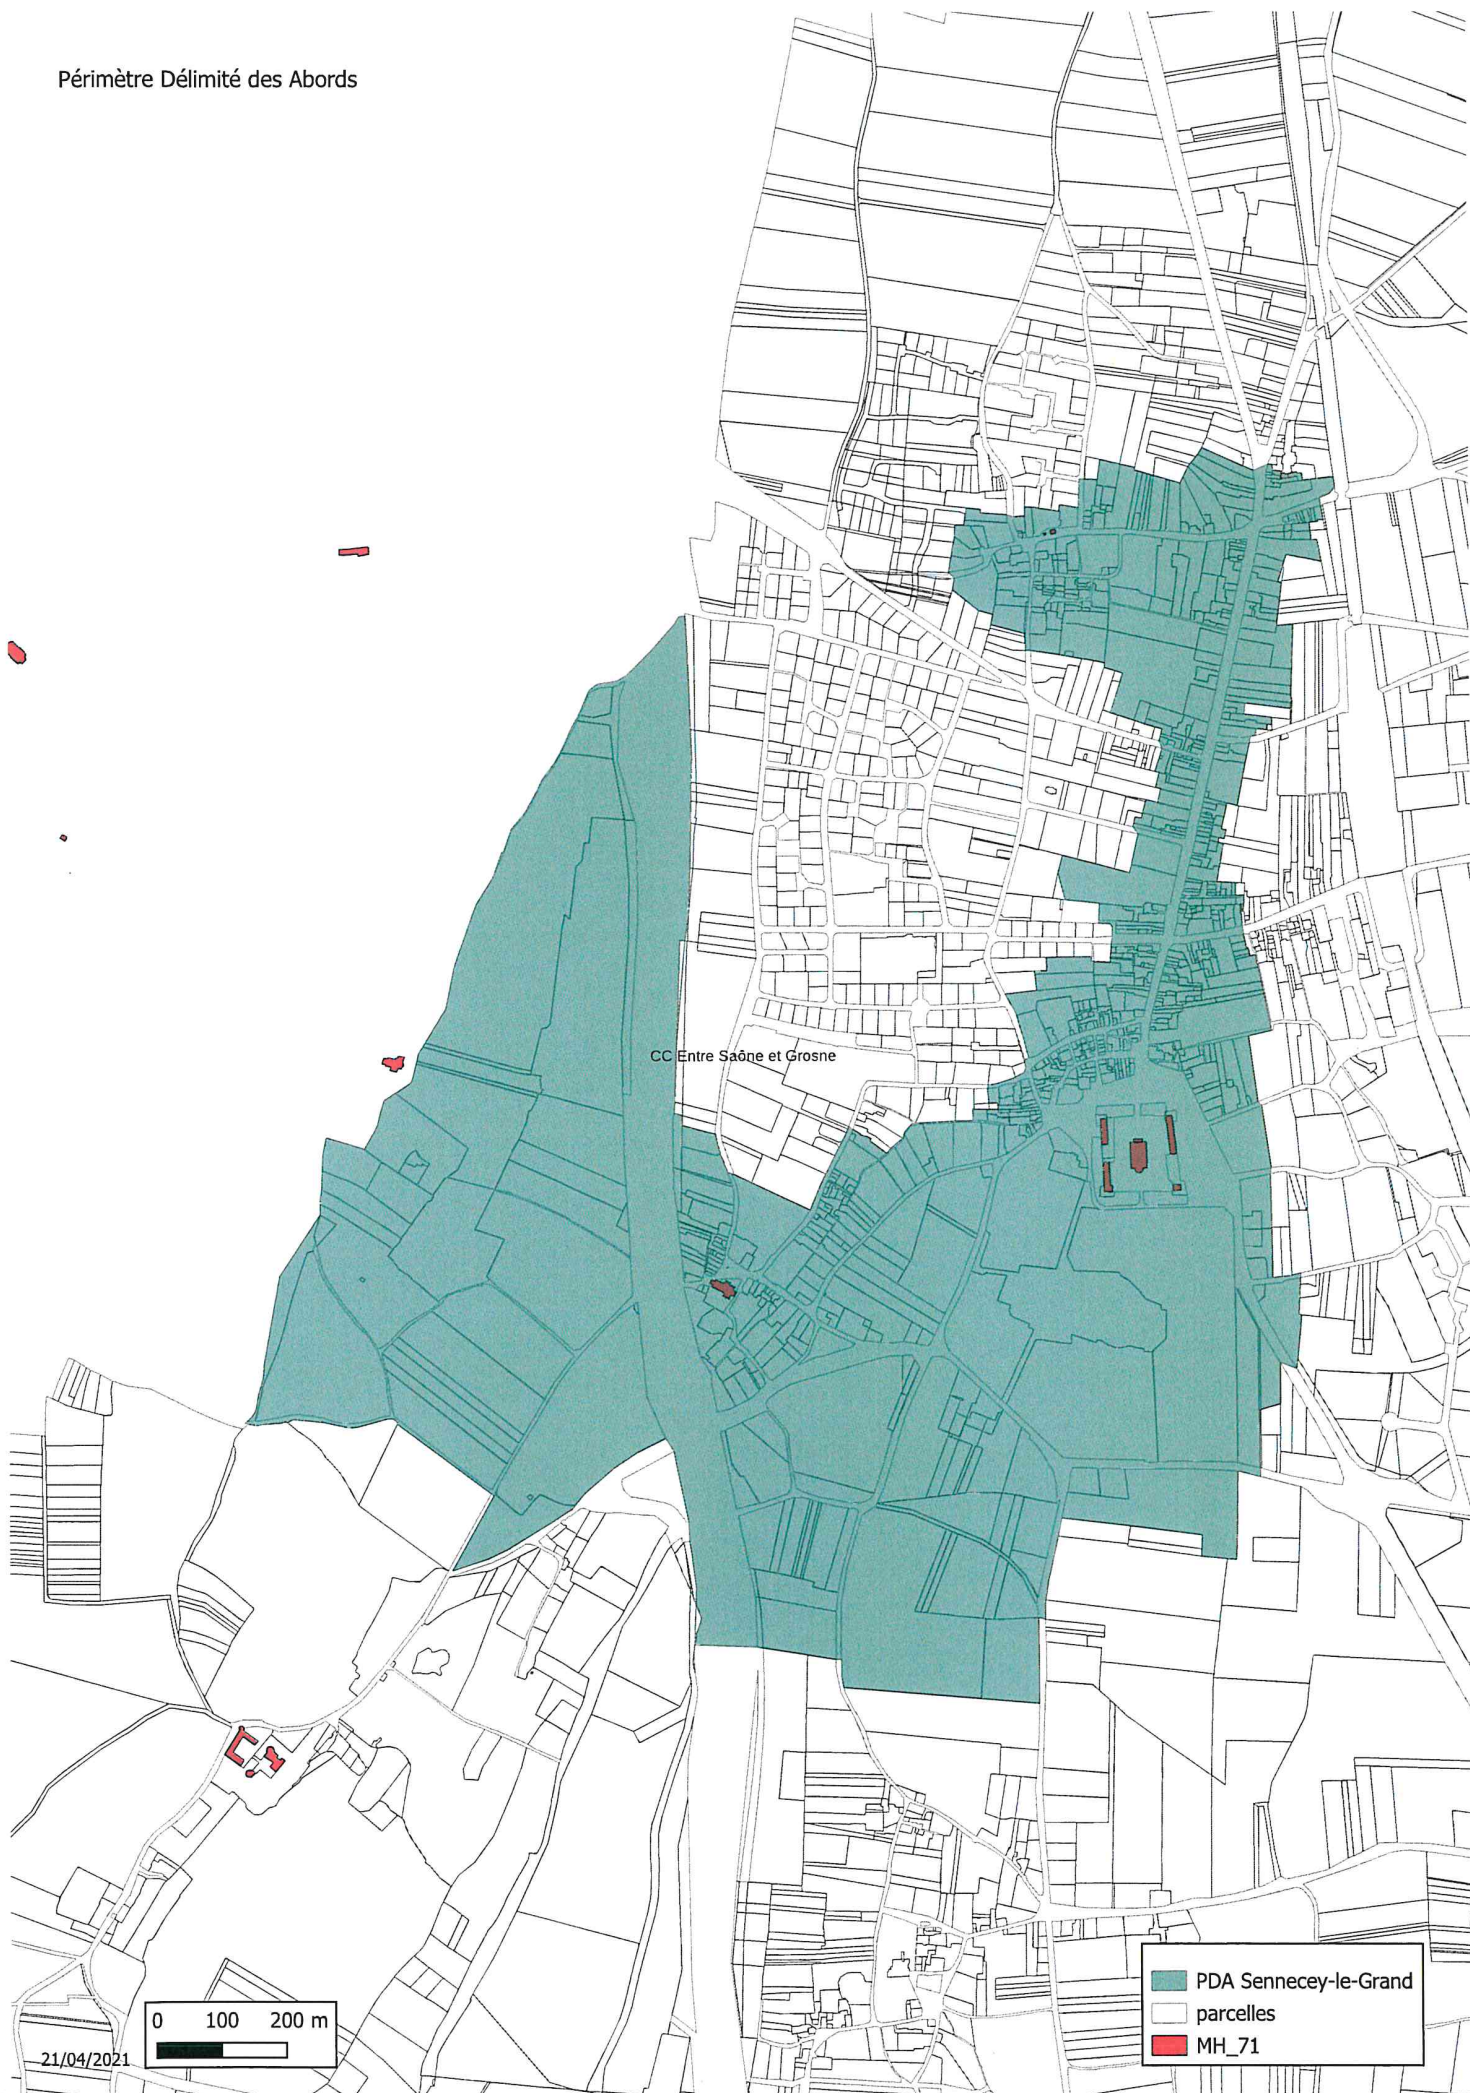 Périmètre Délimité des Abords
CC Entre Saône et Grosne
PDA Sennecey-le-Grand
parcelles
MH_71
0 100 200 m
21/04/2021